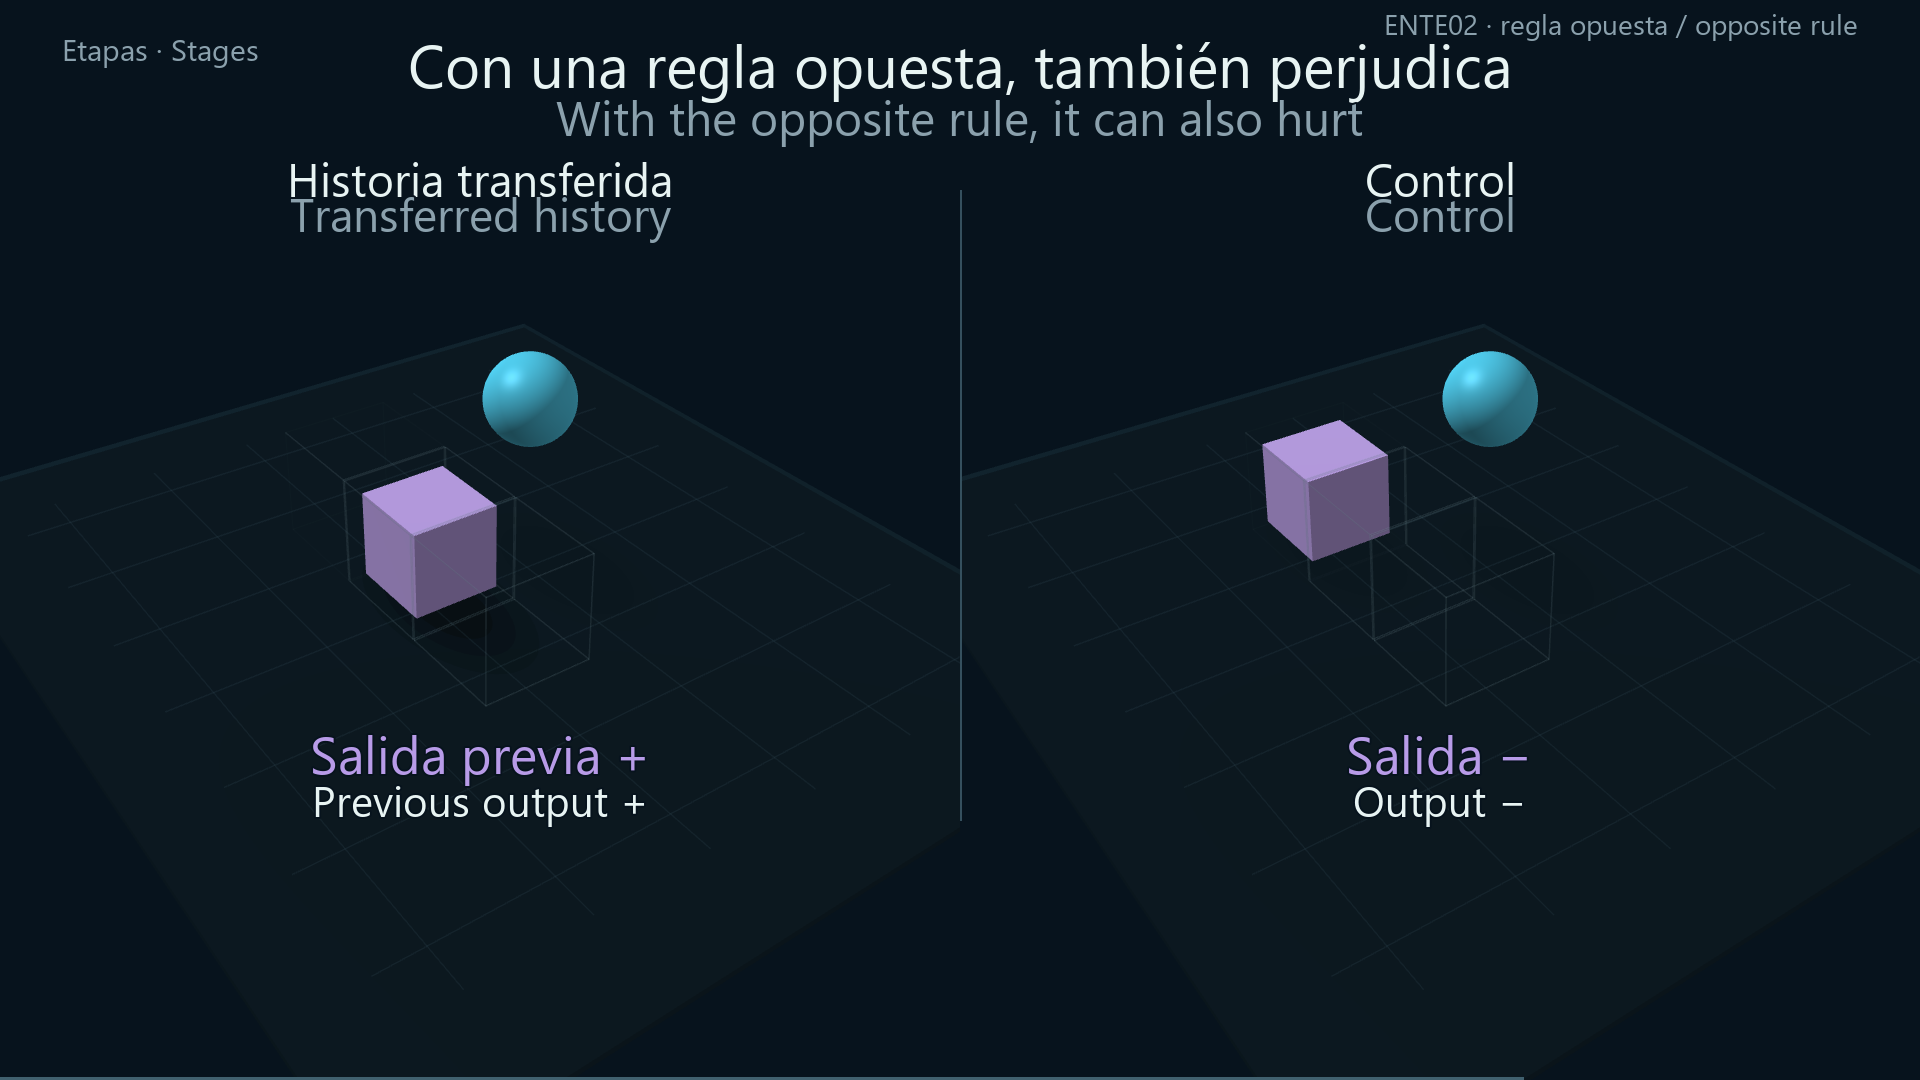 Etapas · Stages
ENTE02 · regla opuesta / opposite rule
Con una regla opuesta, también perjudica
With the opposite rule, it can also hurt
Historia transferida
Transferred history
Control
Control
Salida previa +
Previous output +
Salida −
Output −